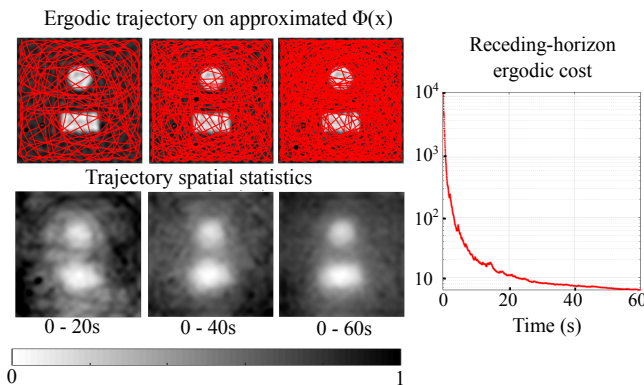 Ergodic trajectory on approximated Φ(x)
Receding-horizon
ergodic cost
Trajectory spatial statistics
0 - 20s
0 - 40s
0 - 60s
0
1
10⁴
10³
10²
10
0
20
40
60
Time (s)